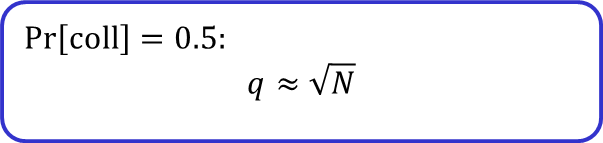 Pr[coll] = 0.5:
q ≈ √N